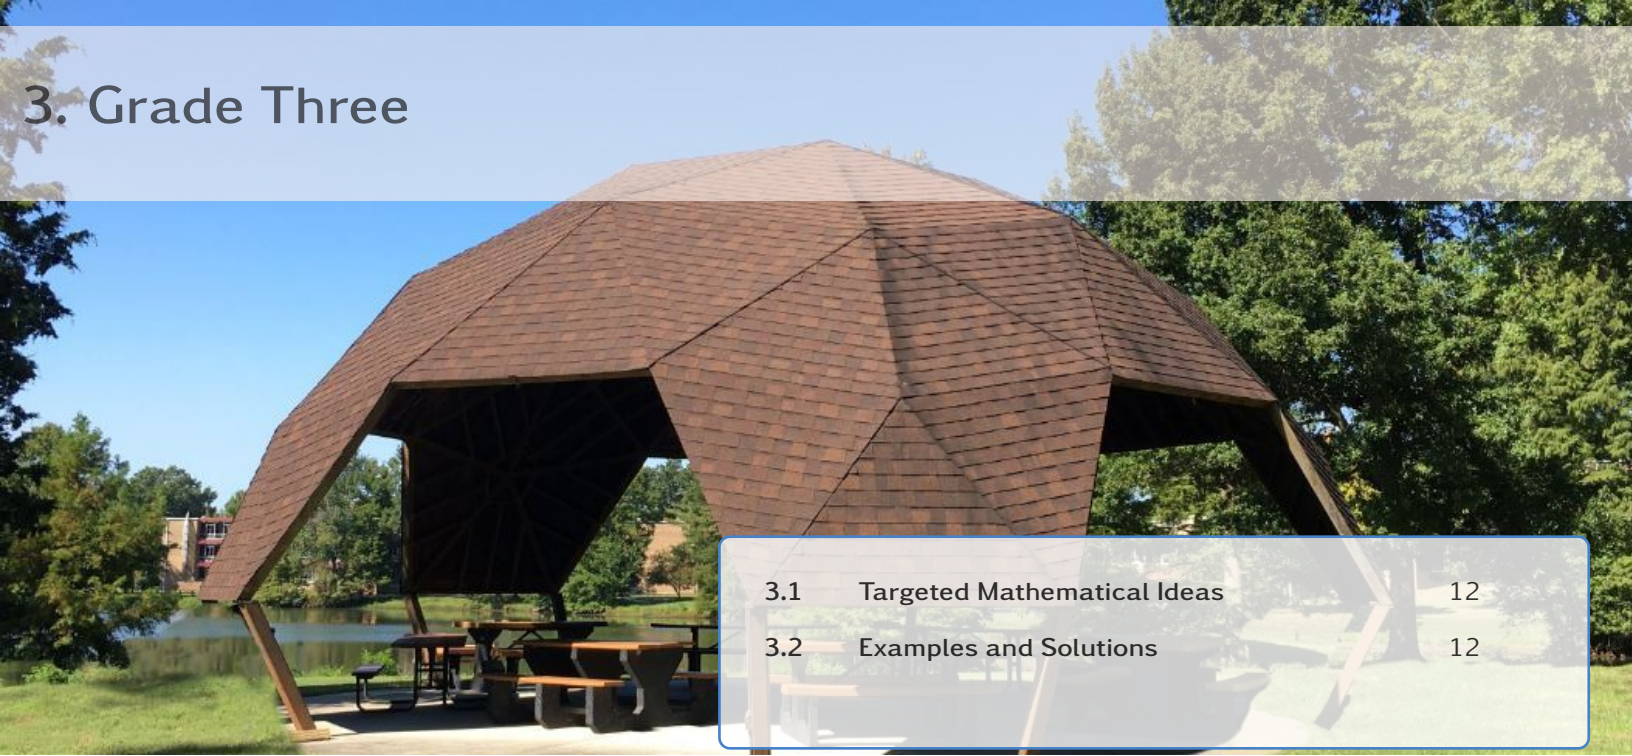 3. Grade Three
3.1 Targeted Mathematical Ideas 12
3.2 Examples and Solutions 12